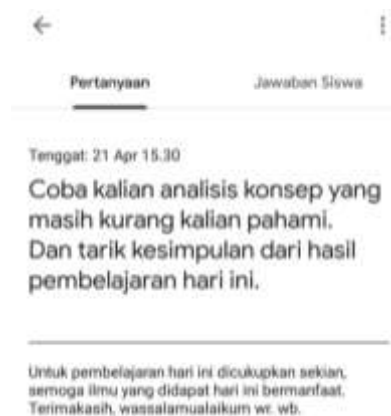 Pertanyaan
Jawaban Siswa
Tenggat: 21 Apr 15.30
Coba kalian analisis konsep yang
masih kurang kalian pahami.
Dan tarik kesimpulan dari hasil
pembelajaran hari ini.
Untuk pembelajaran hari ini dicukupkan sekian,
semoga ilmu yang didapat hari ini bermanfaat.
Terimakasih, wassalamualaikum wr. wb.